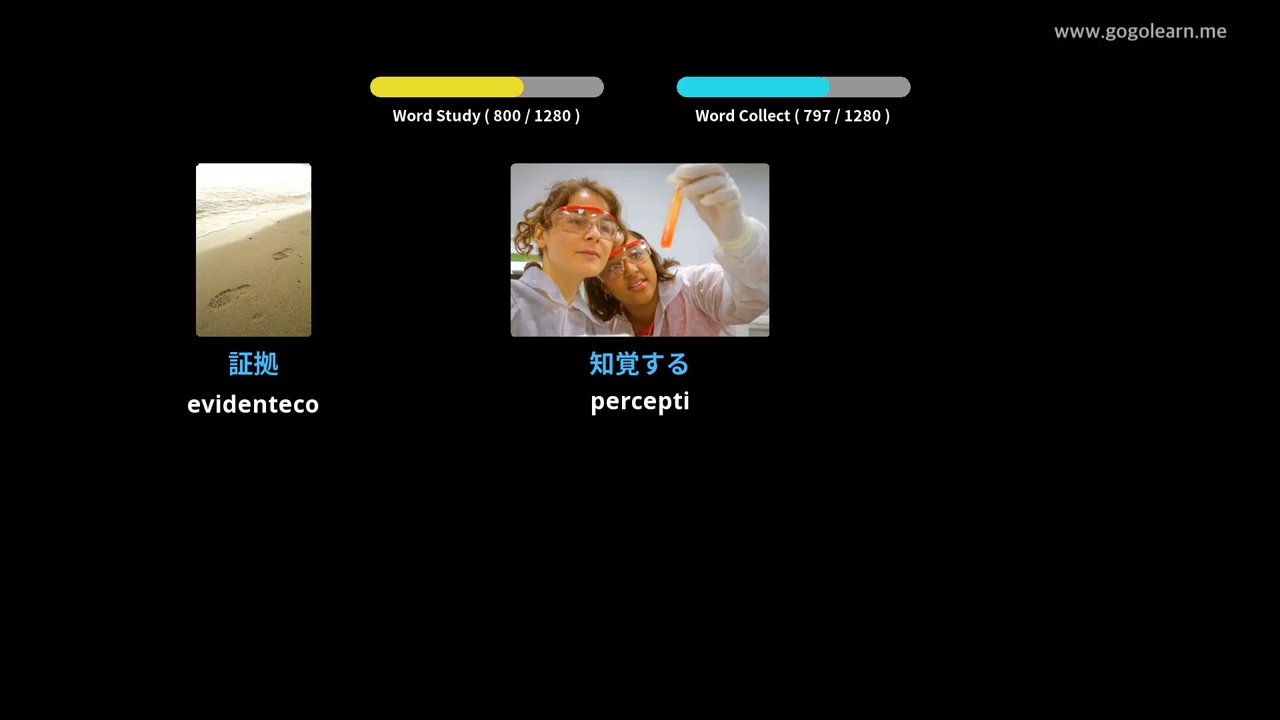 www.gogolearn.me
Word Study ( 800 / 1280 )
Word Collect ( 797 / 1280 )
証拠
evidenteco
知覚する
percepti